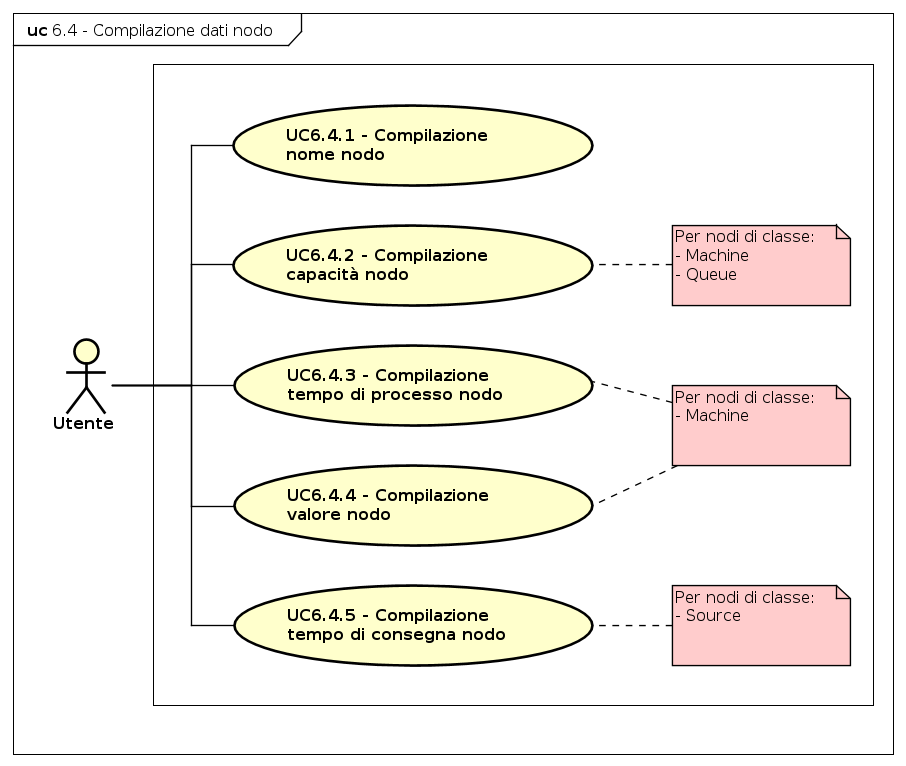 uc 6.4 - Compilazione dati nodo
UC6.4.1 - Compilazione
nome nodo
UC6.4.2 - Compilazione
capacità nodo
Per nodi di classe:
- Machine
- Queue
Utente
UC6.4.3 - Compilazione
tempo di processo nodo
Per nodi di classe:
- Machine
UC6.4.4 - Compilazione
valore nodo
UC6.4.5 - Compilazione
tempo di consegna nodo
Per nodi di classe:
- Source